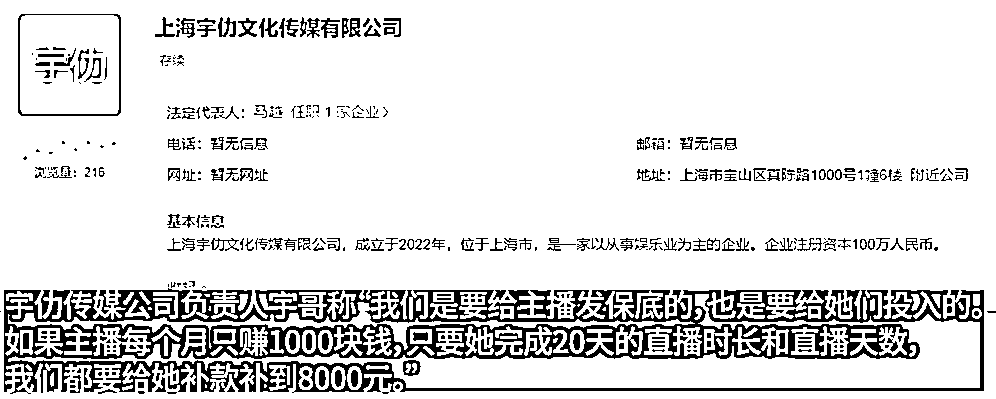 上海宇仂文化传媒有限公司
宇仂
存续
法定代表人：马越 任职 1 家企业 >
电话：暂无信息
邮箱：暂无信息
浏览量：216
网址：暂无网址
地址：上海市宝山区真陈路1000号1幢6楼 附近公司
基本信息
上海宇仂文化传媒有限公司，成立于2022年，位于上海市，是一家以从事娱乐业为主的企业。企业注册资本100万人民币。
宇仂传媒公司负责人宇哥称“我们是要给主播发保底的，也是要给她们投入的。
如果主播每个月只赚1000块钱，只要她完成20天的直播时长和直播天数，
我们都要给她补款补到8000元。”